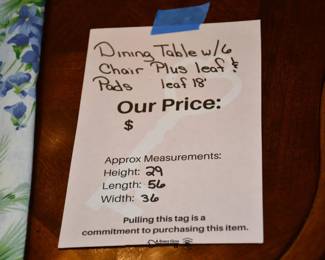 Dining Table w/6
Chair Plus leaf &
Pads leaf 18'
Our Price:
$
Approx Measurements:
Height: 29
Length: 56
Width: 36
Pulling this tag is a
commitment to purchasing this item.